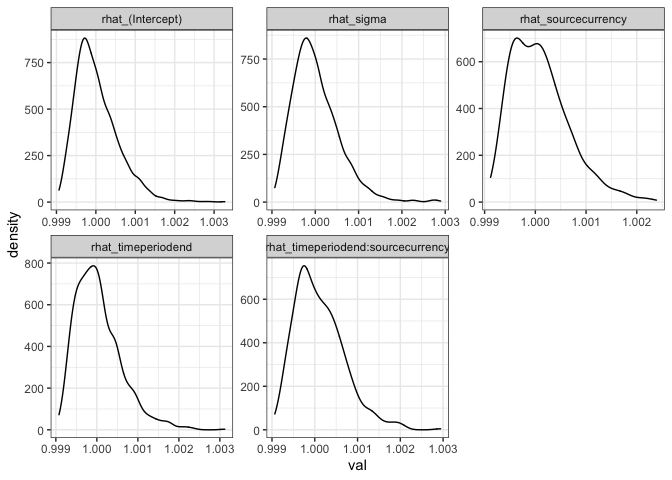 rhat_(Intercept)
rhat_sigma
rhat_sourcecurrency
750
500
250
0
0.999 1.000 1.001 1.002 1.003
750
500
250
0
0.999 1.000 1.001 1.002 1.003
600
400
200
0
0.999 1.000 1.001 1.002
density
rhat_timeperiodend
rhat_timeperiodend:sourcecurrency
800
600
400
200
0
0.999 1.000 1.001 1.002 1.003
600
400
200
0
0.999 1.000 1.001 1.002 1.003
val